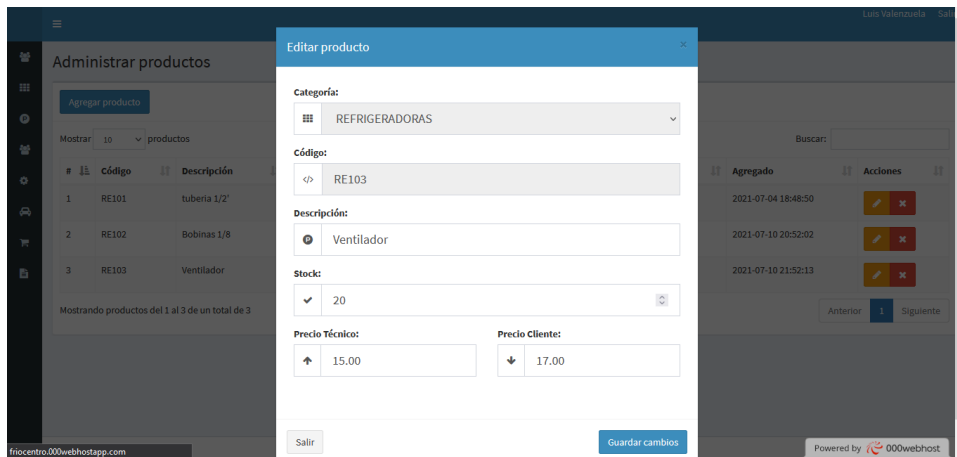 Luis Valenzuela
Editar producto
×
Administrar productos
Agregar producto
Mostrar 10 productos
Buscar:
# Código Descripción Agregado Acciones
1 RE101 tuberia 1/2' 2021-07-04 18:48:50
2 RE102 Bobinas 1/8 2021-07-10 20:52:02
3 RE103 Ventilador 2021-07-10 21:52:13
Mostrando productos del 1 al 3 de un total de 3
Anterior 1 Siguiente
Categoría:
REFRIGERADORAS
Código:
RE103
Descripción:
Ventilador
Stock:
20
Precio Técnico: Precio Cliente:
15.00 17.00
Salir Guardar cambios
friocentro.000webhostapp.com
Powered by 000webhost